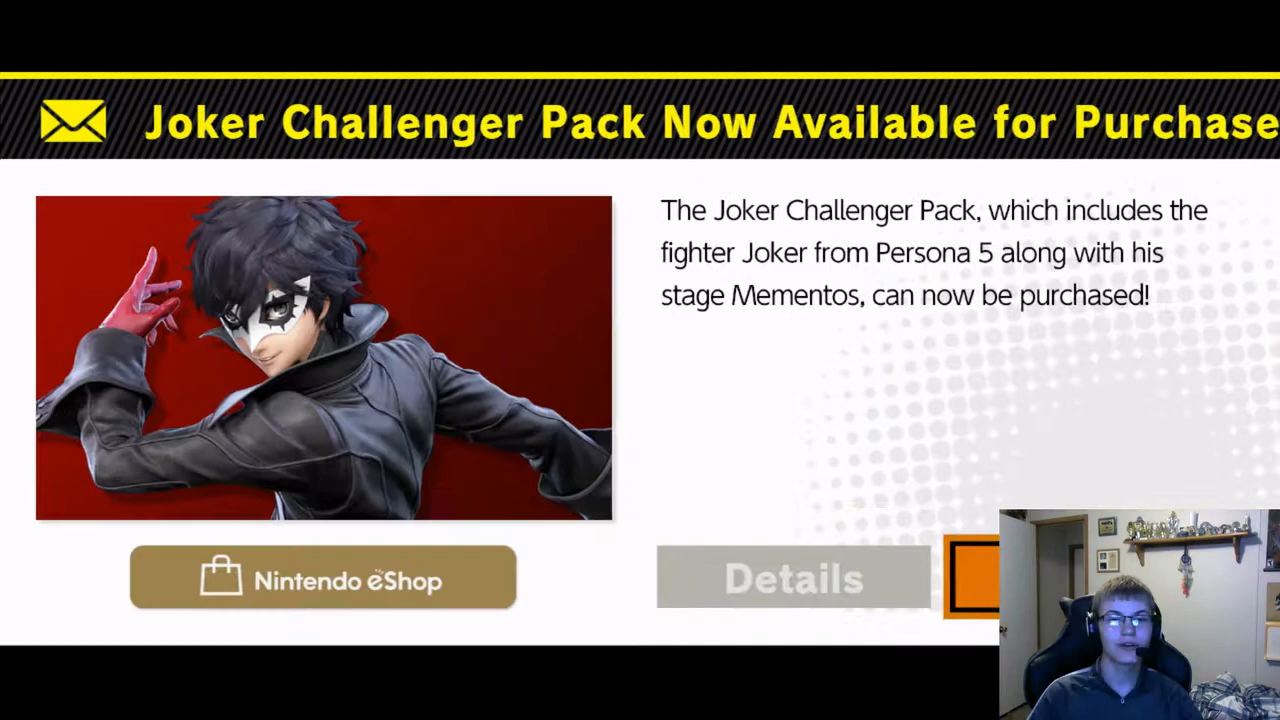 Joker Challenger Pack Now Available for Purchase
The Joker Challenger Pack, which includes the
fighter Joker from Persona 5 along with his
stage Mementos, can now be purchased!
Nintendo eShop
Details